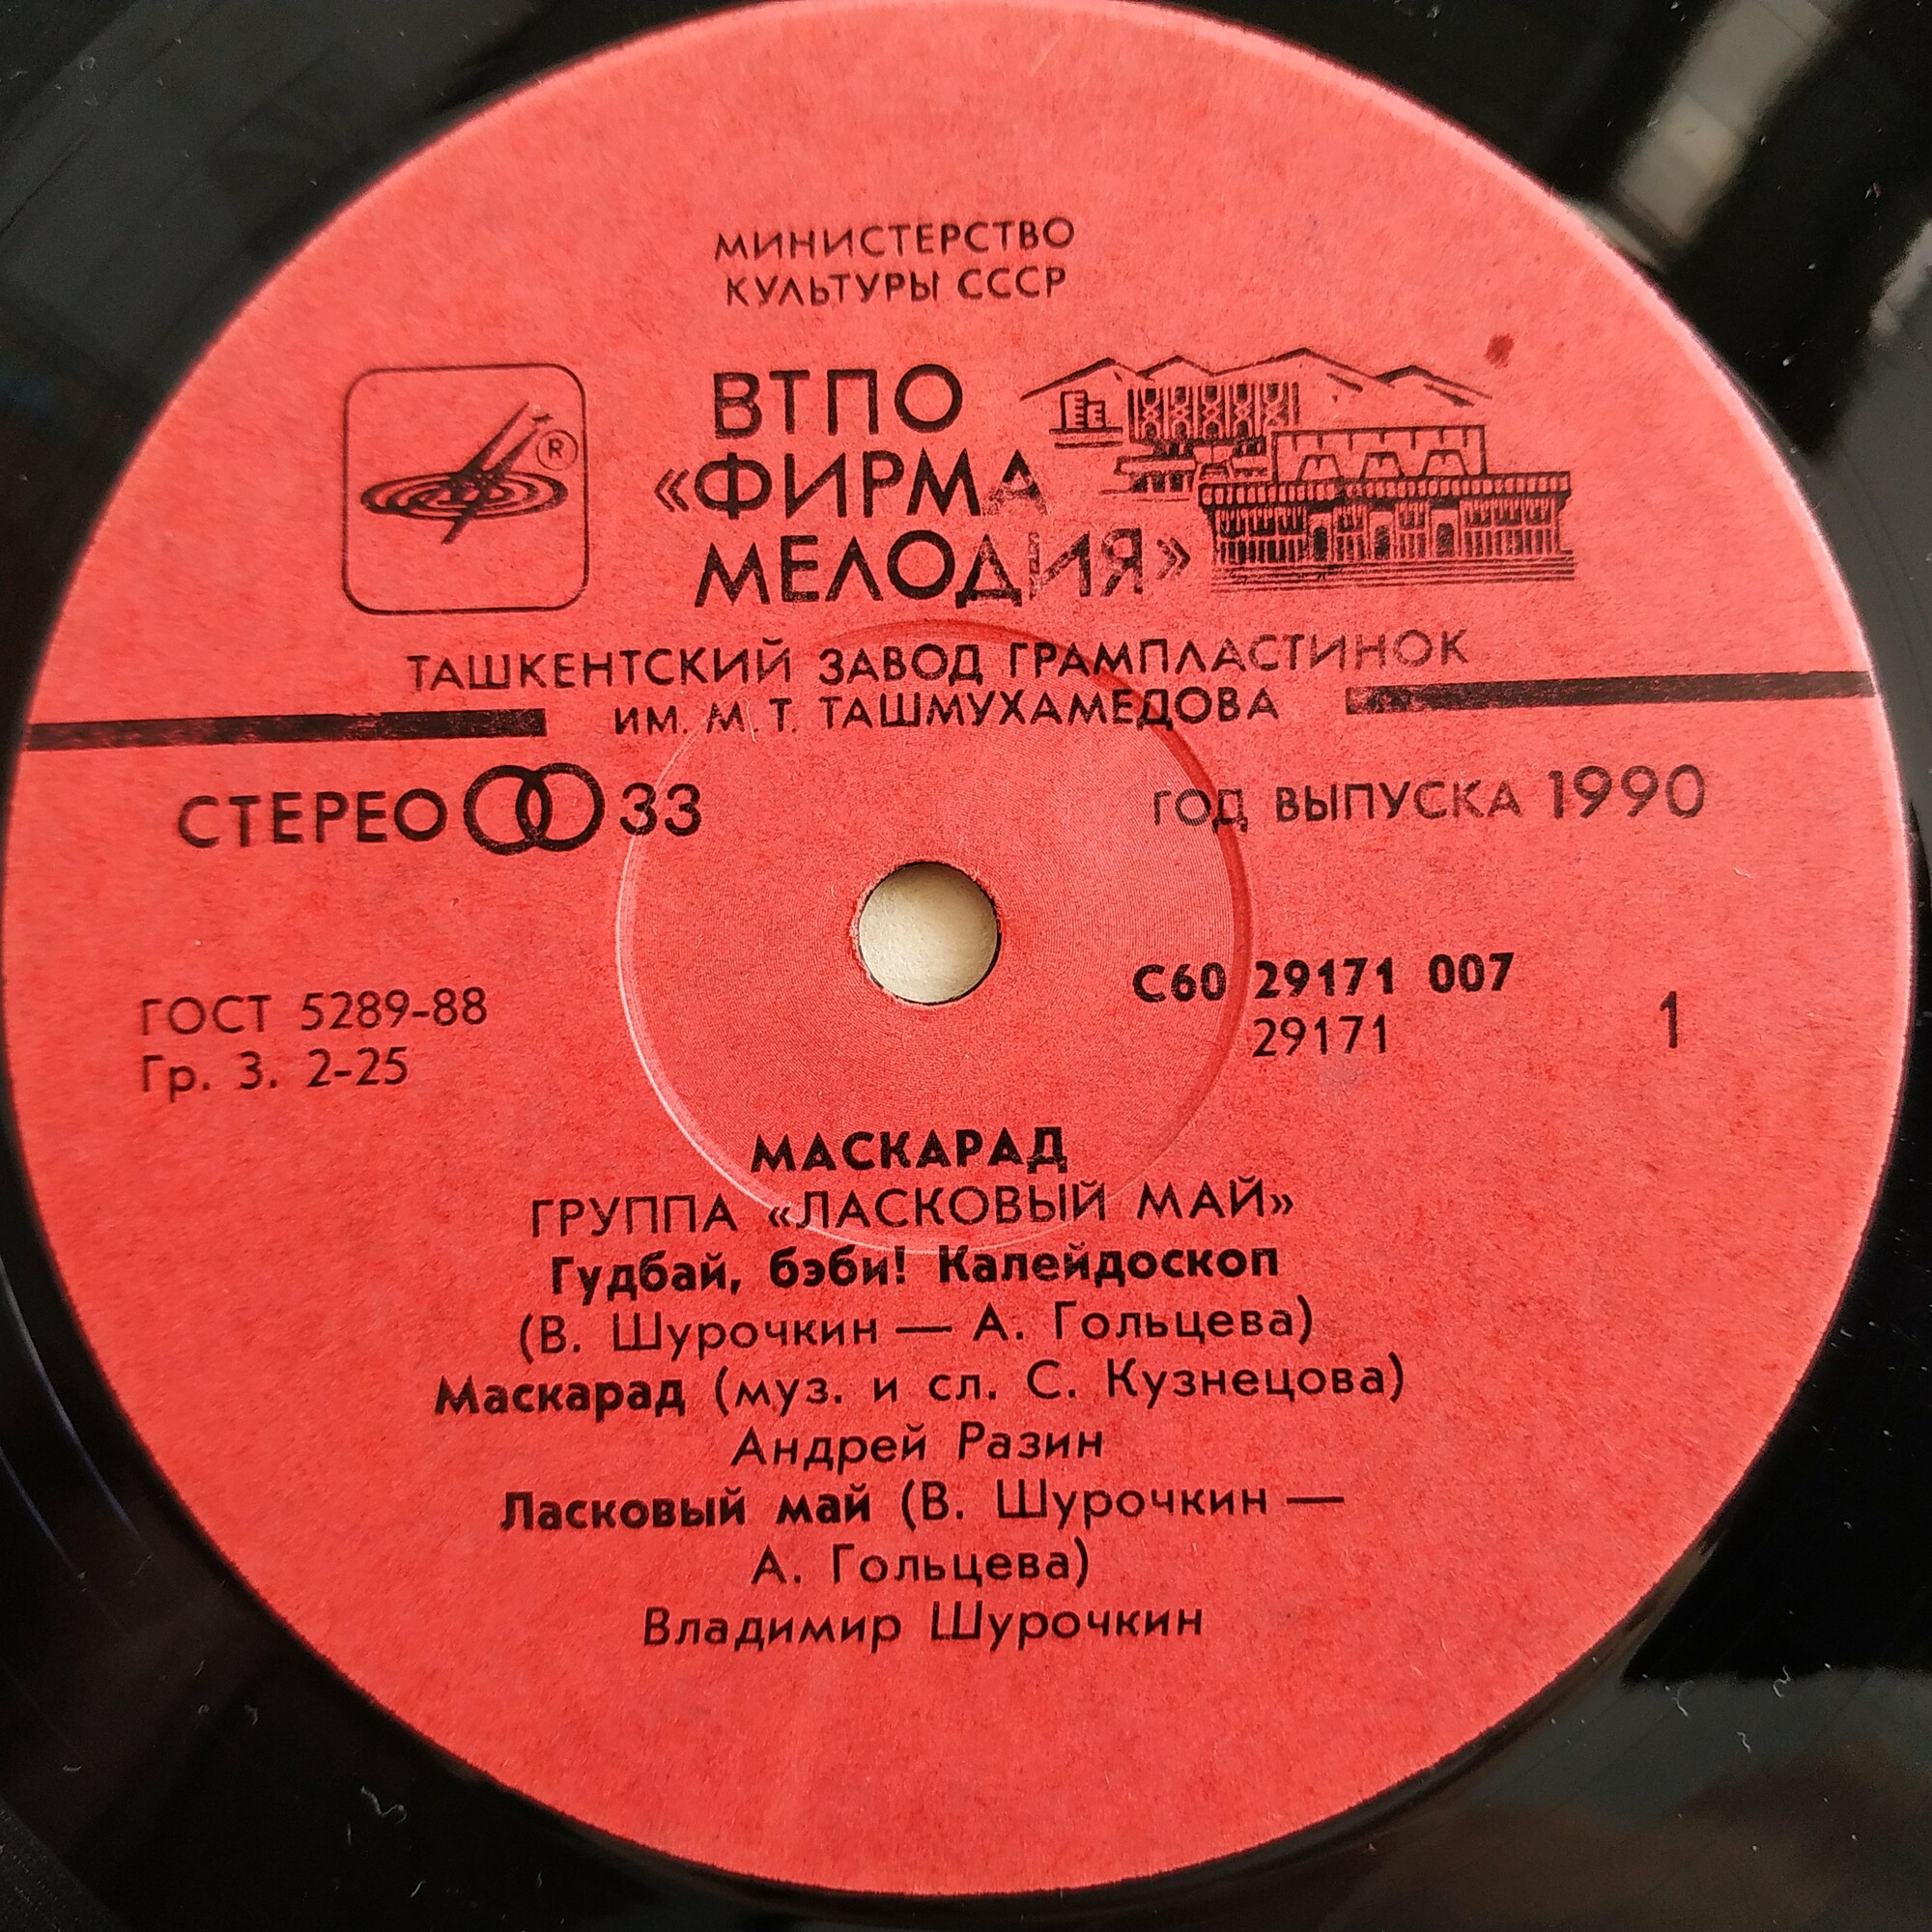 МИНИСТЕРСТВО
КУЛЬТУРЫ СССР
ВТПО
«ФИРМА
МЕЛОДИЯ»
®
ТАШКЕНТСКИЙ ЗАВОД ГРАМПЛАСТИНОК
ИМ. М. Т. ТАШМУХАМЕДОВА
СТЕРЕО 33
ГОД ВЫПУСКА 1990
ГОСТ 5289-88
Гр. 3. 2-25
С60 29171 007
29171
1
МАСКАРАД
ГРУППА «ЛАСКОВЫЙ МАЙ»
Гудбай, бэби! Калейдоскоп
(В. Шурочкин — А. Гольцева)
Маскарад (муз. и сл. С. Кузнецова)
Андрей Разин
Ласковый май (В. Шурочкин —
А. Гольцева)
Владимир Шурочкин